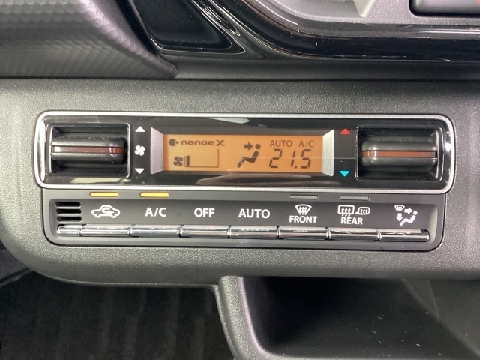 nanoe X AUTO A/C
21.5
A/C OFF AUTO FRONT REAR